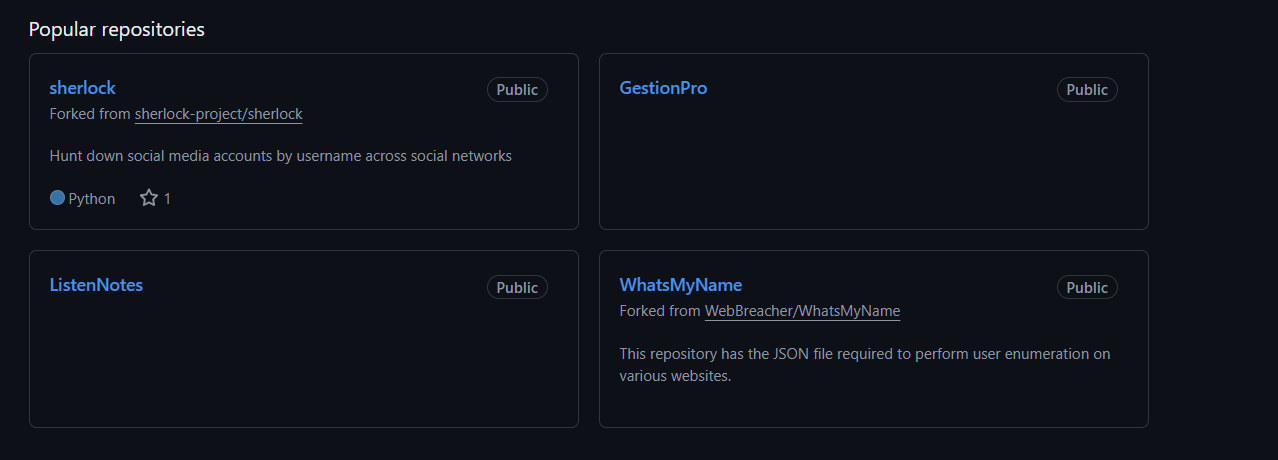 Popular repositories
sherlock
Public
Forked from sherlock-project/sherlock
Hunt down social media accounts by username across social networks
Python
1
GestionPro
Public
ListenNotes
Public
WhatsMyName
Public
Forked from WebBreacher/WhatsMyName
This repository has the JSON file required to perform user enumeration on
various websites.